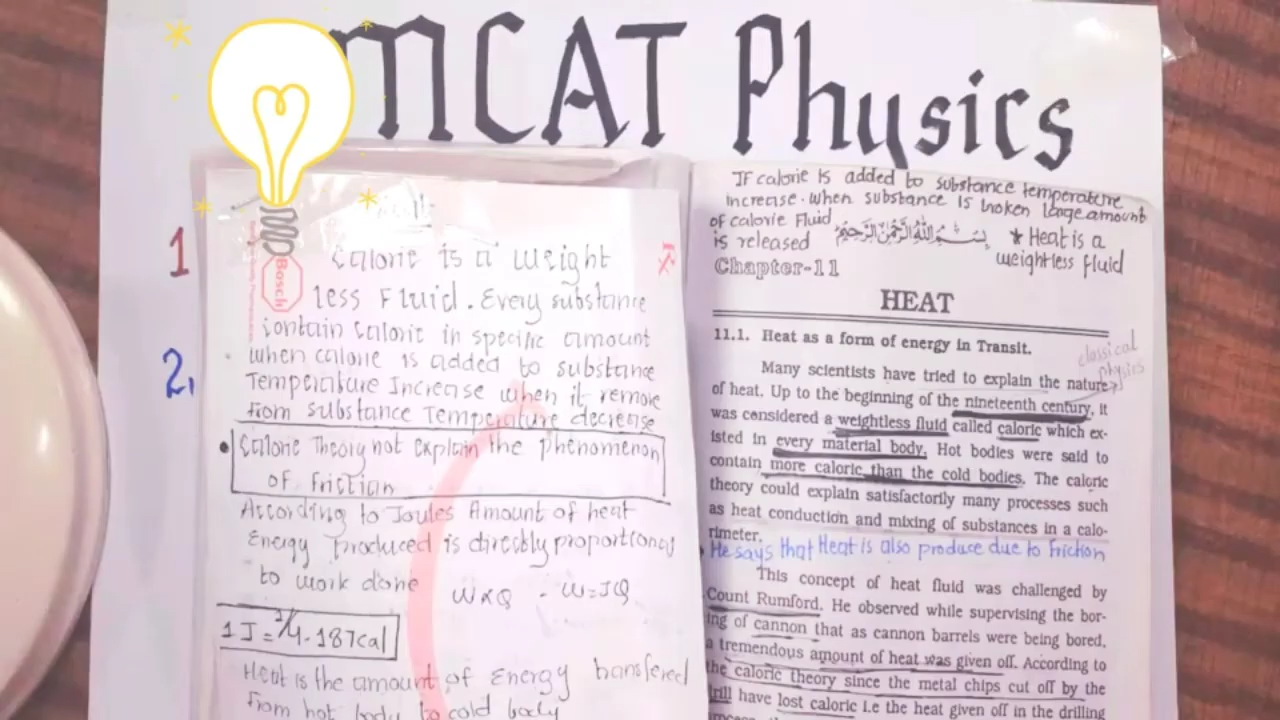 MCAT Physics
1
2.
Bosch
Caloric is a weight
less Fluid. Every substance
contain caloric in specific amount
when caloric is added to substance
Temperature Increase when it remove
from substance Temperature decrease
• Caloric Theory not explain the phenomenon
of friction
According to Joules Amount of heat
Energy produced is directly proportional
to work done W∝Q - W=JQ
1J = 4.187cal
Heat is the amount of Energy transfered
from hot body to cold body
IF calorie is added to substance temperature
increase. when substance is broken large amount
of calorie Fluid
is released
بِسْمِ اللهِ الرَّحْمٰنِ الرَّحِيْمِ
* Heat is a
weightless fluid
Chapter-11
HEAT
11.1. Heat as a form of energy in Transit.
classical
physics
Many scientists have tried to explain the nature
of heat. Up to the beginning of the nineteenth century, it
was considered a weightless fluid called caloric which ex-
isted in every material body. Hot bodies were said to
contain more caloric than the cold bodies. The caloric
theory could explain satisfactorily many processes such
as heat conduction and mixing of substances in a calo-
rimeter.
He says that Heat is also produce due to Friction
This concept of heat fluid was challenged by
Count Rumford. He observed while supervising the bor-
ing of cannon that as cannon barrels were being bored,
a tremendous amount of heat was given off. According to
the caloric theory since the metal chips cut off by the
drill have lost caloric i.e the heat given off in the drilling